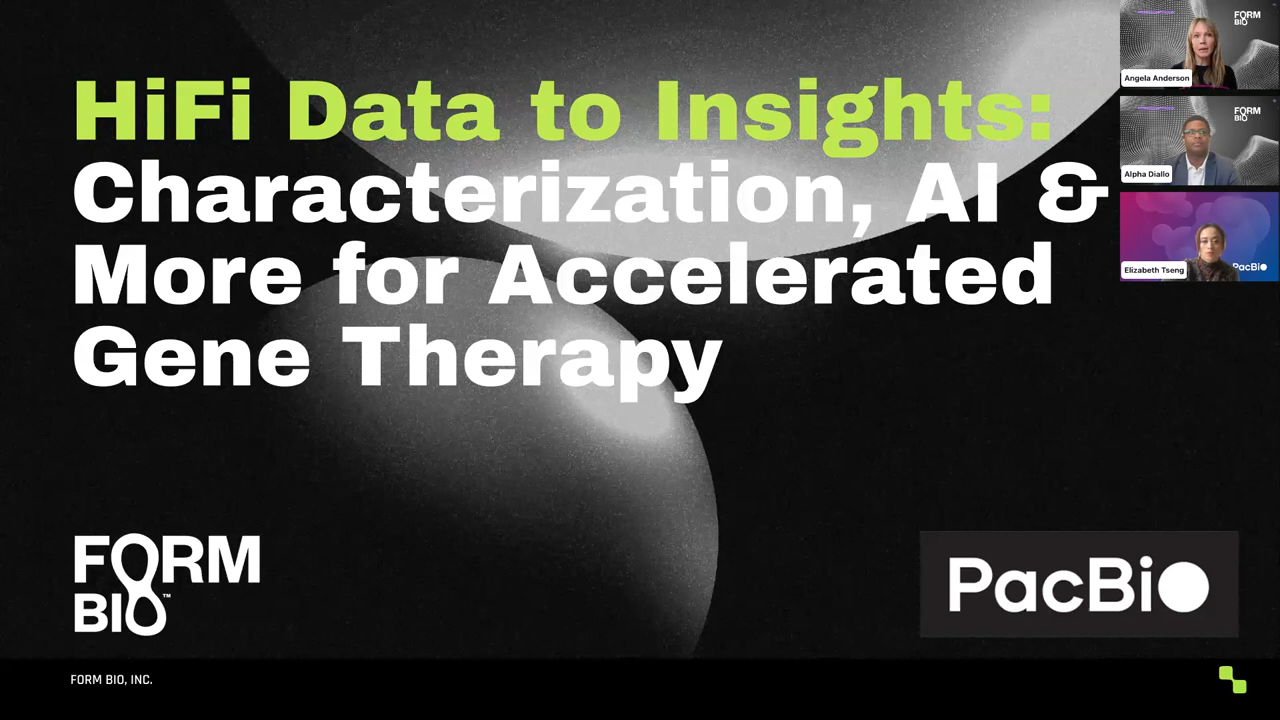 HiFi Data to Insights:
Characterization, AI &
More for Accelerated
Gene Therapy
FORM
BIO™
PacBio
FORM BIO, INC.
FORM
BIO
Angela Anderson
FORM
BIO
Alpha Diallo
PacBio
Elizabeth Tseng